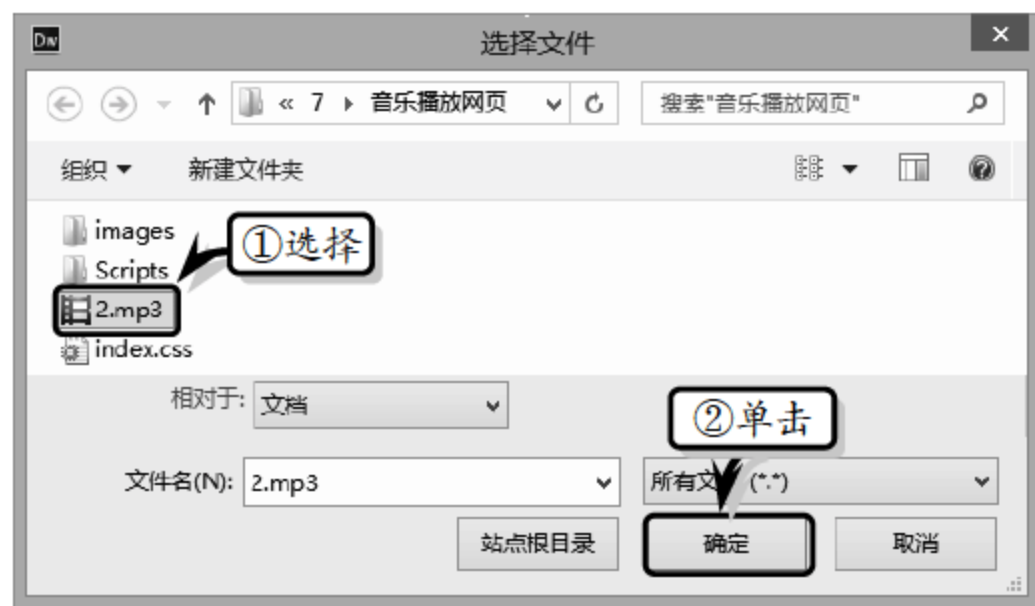 Dw 选择文件 ×
« 7 ▸ 音乐播放网页 搜索"音乐播放网页"
组织 新建文件夹
images
①选择
Scripts
2.mp3
index.css
相对于: 文档
②单击
文件名(N): 2.mp3 所有文 (*.*)
站点根目录 确定 取消